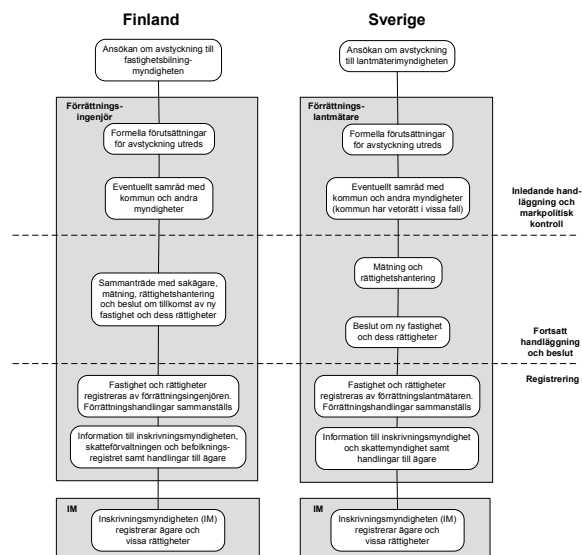 Finland
Ansökan om avstyckning till
fastighetsbilning-
myndigheten
Förrättnings-
ingenjör
Formella förutsättningar
för avstyckning utreds
Eventuellt samråd med
kommun och andra
myndigheter
Sammanträde med sakägare,
mätning, rättighetshantering
och beslut om tillkomst av ny
fastighet och dess rättigheter
Fastighet och rättigheter
registreras av förrättningsingenjören.
Förrättningshandlingar sammanställs
Information till inskrivningsmyndigheten,
skatteförvaltningen och befolknings-
registret samt handlingar till ägare
IM
Inskrivningsmyndigheten (IM)
registrerar ägare och
vissa rättigheter
Sverige
Ansökan om avstyckning
till lantmäterimyndigheten
Förrättnings-
lantmätare
Formella förutsättningar
för avstyckning utreds
Eventuellt samråd med
kommun och andra myndigheter
(kommun har vetorätt i vissa fall)
Mätning och
rättighetshantering
Beslut om ny fastighet
och dess rättigheter
Fastighet och rättigheter
registreras av förrättningslantmätaren.
Förrättningshandlingar sammanställs
Information till inskrivningsmyndighet
och skattemyndighet samt
handlingar till ägare
IM
Inskrivningsmyndigheten (IM)
registrerar ägare och
vissa rättigheter
Inledande hand-
läggning och
markpolitisk
kontroll
Fortsatt
handläggning
och beslut
Registrering